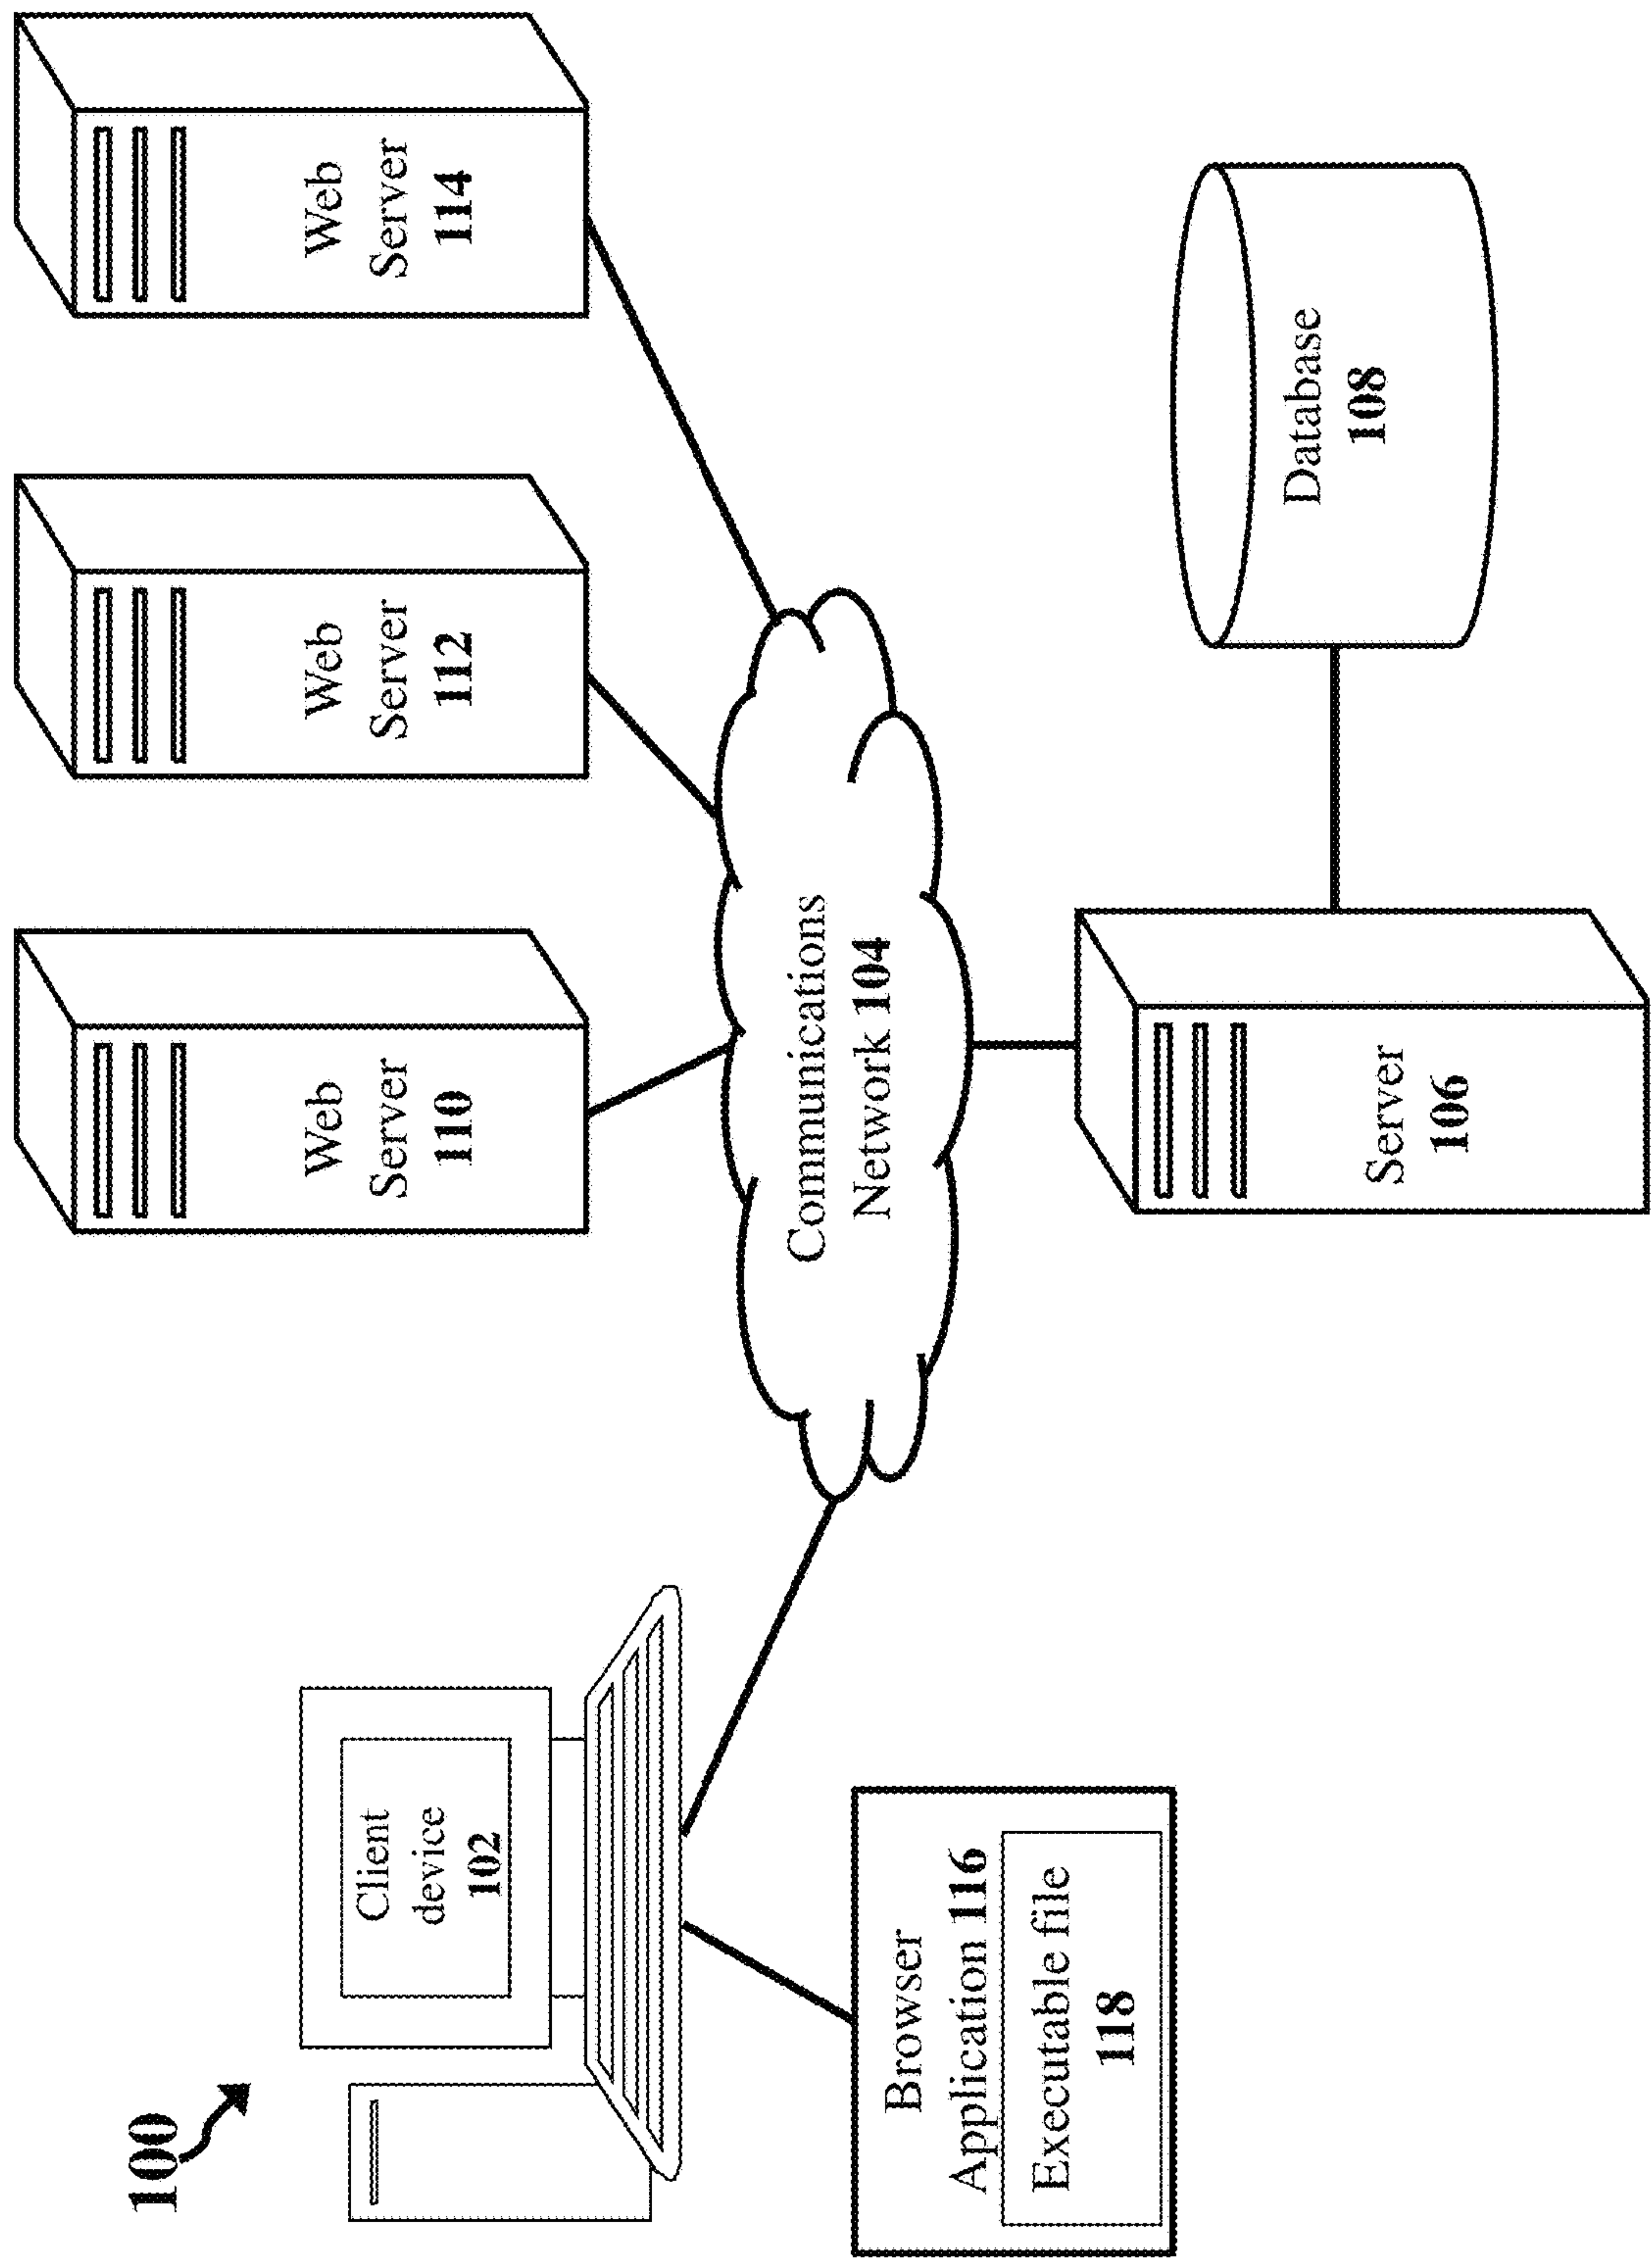 100
Client
device
102
Web
Server
110
Web
Server
112
Web
Server
114
Communications
Network 104
Browser
Application 116
Executable file
118
Server
106
Database
108